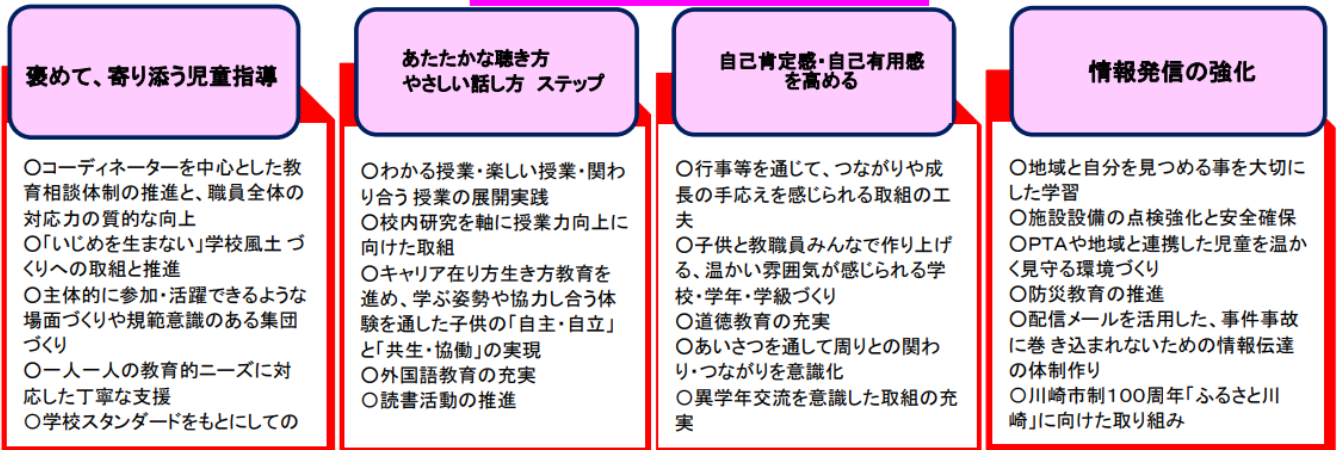 褒めて、寄り添う児童指導
〇コーディネーターを中心とした教
育相談体制の推進と、職員全体の
対応力の質的な向上
〇「いじめを生まない」学校風土 づ
くりへの取組と推進
〇主体的に参加・活躍できるような
場面づくりや規範意識のある集団
づくり
〇一人一人の教育的ニーズに対
応した丁寧な支援
〇学校スタンダードをもとにしての
あたたかな聴き方
やさしい話し方　ステップ
〇わかる授業・楽しい授業・関わ
り合う 授業の展開実践
〇校内研究を軸に授業力向上に
向けた取組
〇キャリア在り方生き方教育を
進め、学ぶ姿勢や協力し合う体
験を通した子供の「自主・自立」
と「共生・協働」の実現
〇外国語教育の充実
〇読書活動の推進
自己肯定感・自己有用感
を高める
〇行事等を通じて、つながりや成
長の手応えを感じられる取組の工
夫
〇子供と教職員みんなで作り上げ
る、温かい雰囲気が感じられる学
校・学年・学級づくり
〇道徳教育の充実
〇あいさつを通して周りとの関わ
り・つながりを意識化
〇異学年交流を意識した取組の充
実
情報発信の強化
〇地域と自分を見つめる事を大切に
した学習
〇施設設備の点検強化と安全確保
〇PTAや地域と連携した児童を温か
く見守る環境づくり
〇防災教育の推進
〇配信メールを活用した、事件事故
に巻 き込まれないための情報伝達
の体制作り
〇川崎市制100周年「ふるさと川
崎」に向けた取り組み